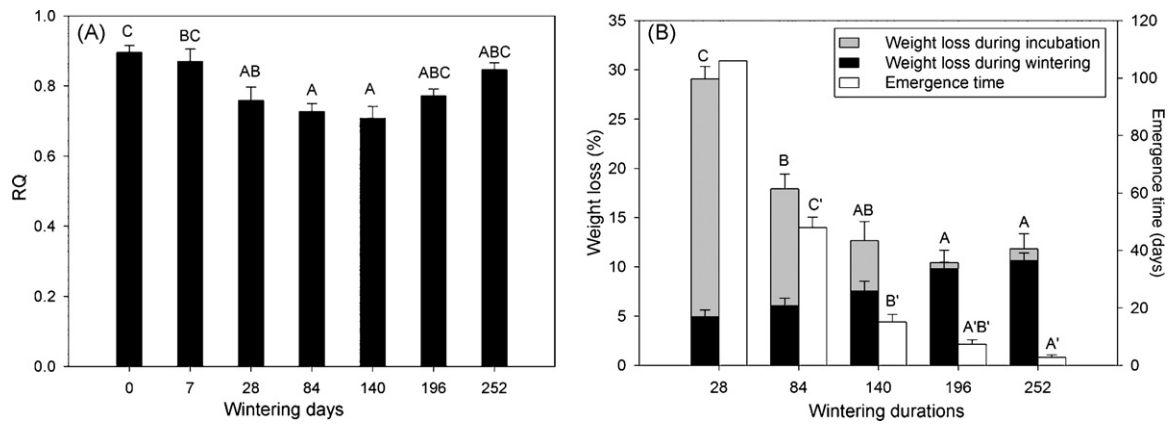 (A)
1.0
0.8
0.6
0.4
0.2
0.0
RQ
C
BC
AB
A
A
ABC
ABC
0 7 28 84 140 196 252
Wintering days
(B)
35
30
25
20
15
10
5
0
Weight loss (%)
Weight loss during incubation
Weight loss during wintering
Emergence time
C
B
C'
AB
B'
A
A'B'
A
A'
120
100
80
60
40
20
0
Emergence time (days)
28 84 140 196 252
Wintering durations